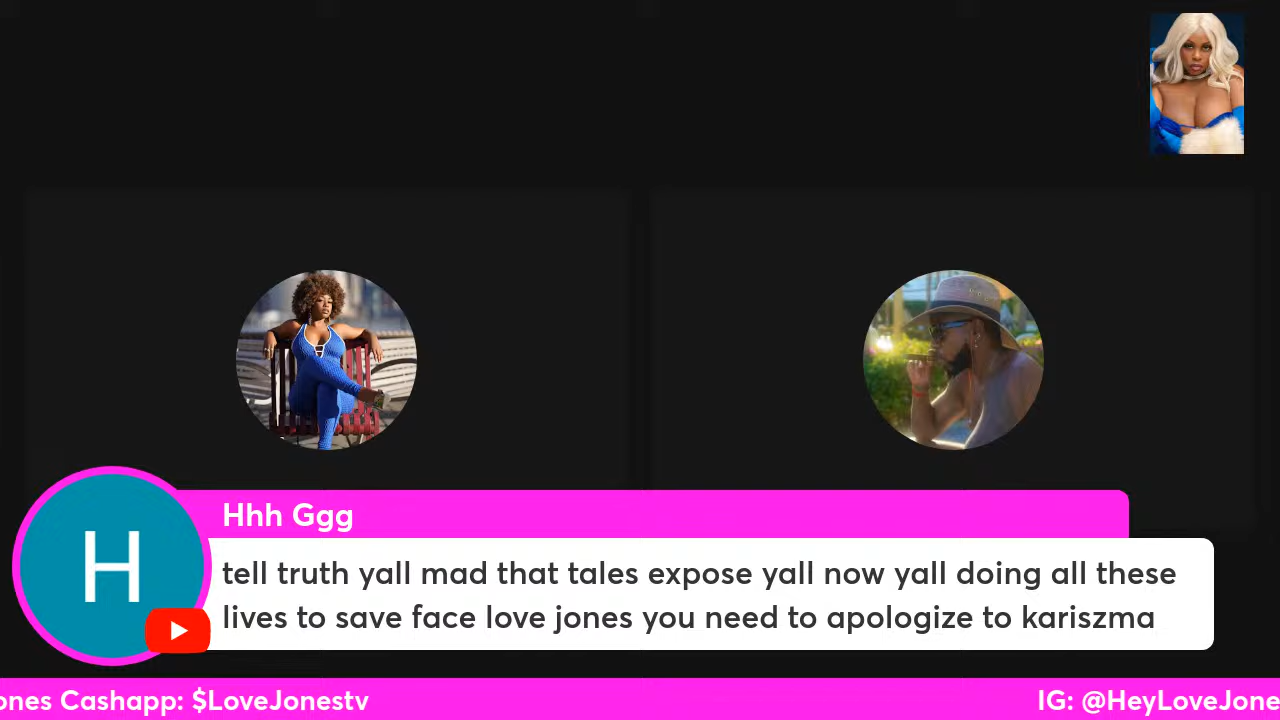 Hhh Ggg
H
tell truth yall mad that tales expose yall now yall doing all these
lives to save face love jones you need to apologize to kariszma
ones Cashapp: $LoveJonestv
IG: @HeyLoveJone